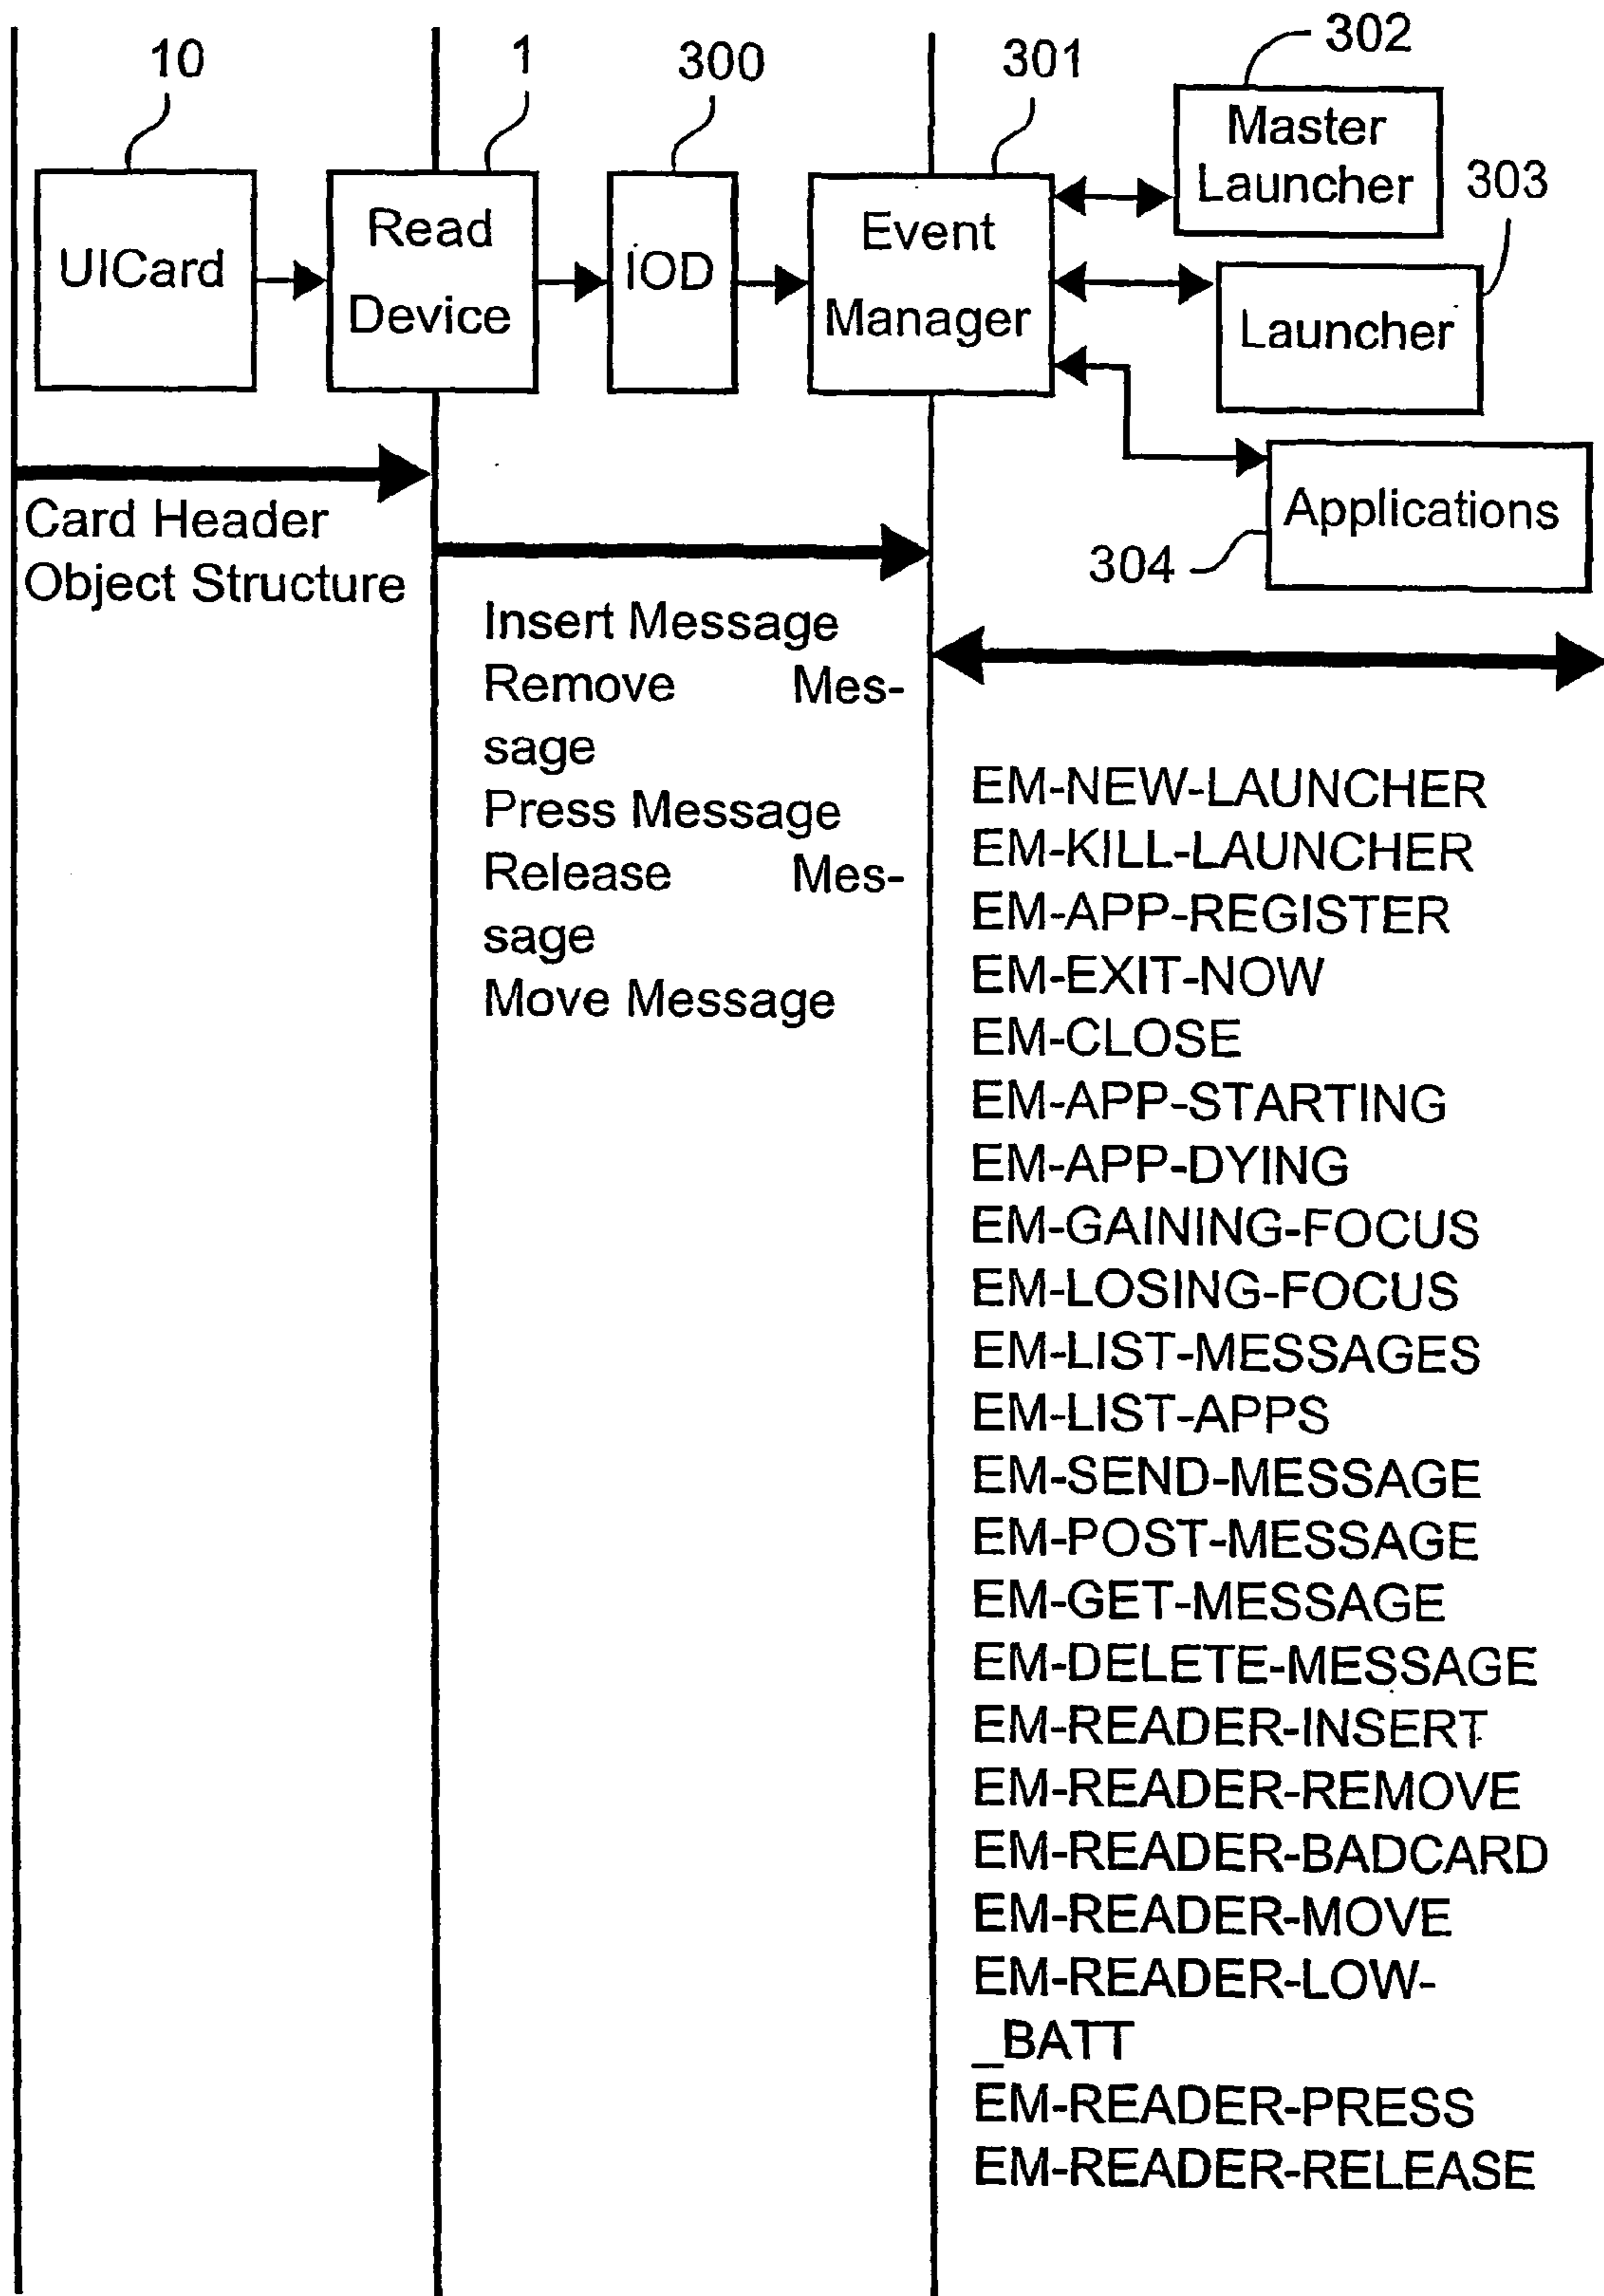 10
1
300
301
302
Master
Launcher
303
UICard
Read
Device
IOD
Event
Manager
Launcher
Applications
304
Card Header
Object Structure
Insert Message
Remove Mes-
sage
Press Message
Release Mes-
sage
Move Message
EM-NEW-LAUNCHER
EM-KILL-LAUNCHER
EM-APP-REGISTER
EM-EXIT-NOW
EM-CLOSE
EM-APP-STARTING
EM-APP-DYING
EM-GAINING-FOCUS
EM-LOSING-FOCUS
EM-LIST-MESSAGES
EM-LIST-APPS
EM-SEND-MESSAGE
EM-POST-MESSAGE
EM-GET-MESSAGE
EM-DELETE-MESSAGE
EM-READER-INSERT
EM-READER-REMOVE
EM-READER-BADCARD
EM-READER-MOVE
EM-READER-LOW-
_BATT
EM-READER-PRESS
EM-READER-RELEASE